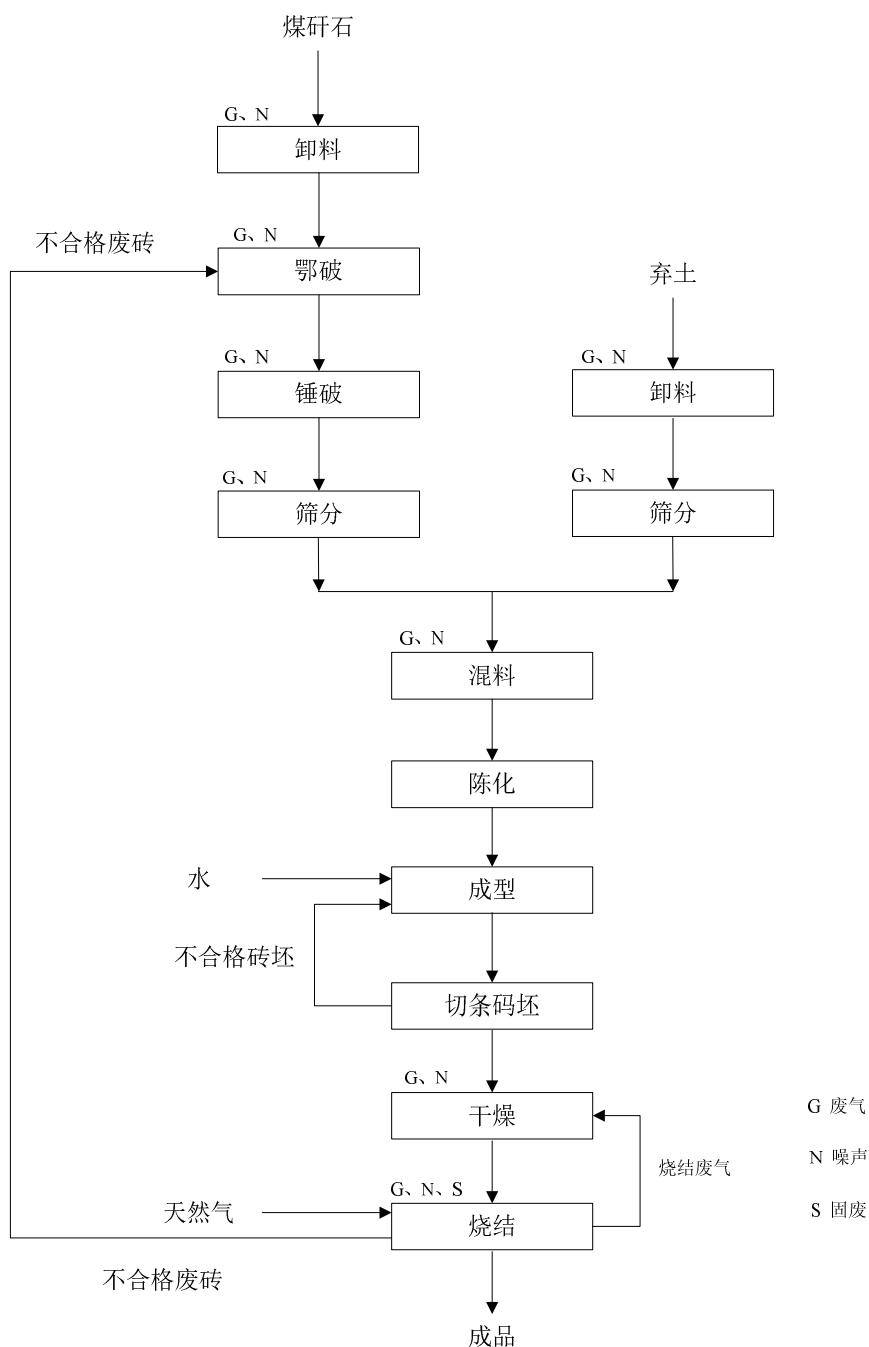 煤矸石
G、N
卸料
不合格废砖
G、N
鄂破
弃土
G、N
锤破
G、N
卸料
G、N
筛分
G、N
筛分
G、N
混料
陈化
水
成型
不合格砖坯
切条码坯
G、N
干燥
G 废气
N 噪声
S 固废
烧结废气
G、N、S
天然气
烧结
不合格废砖
成品